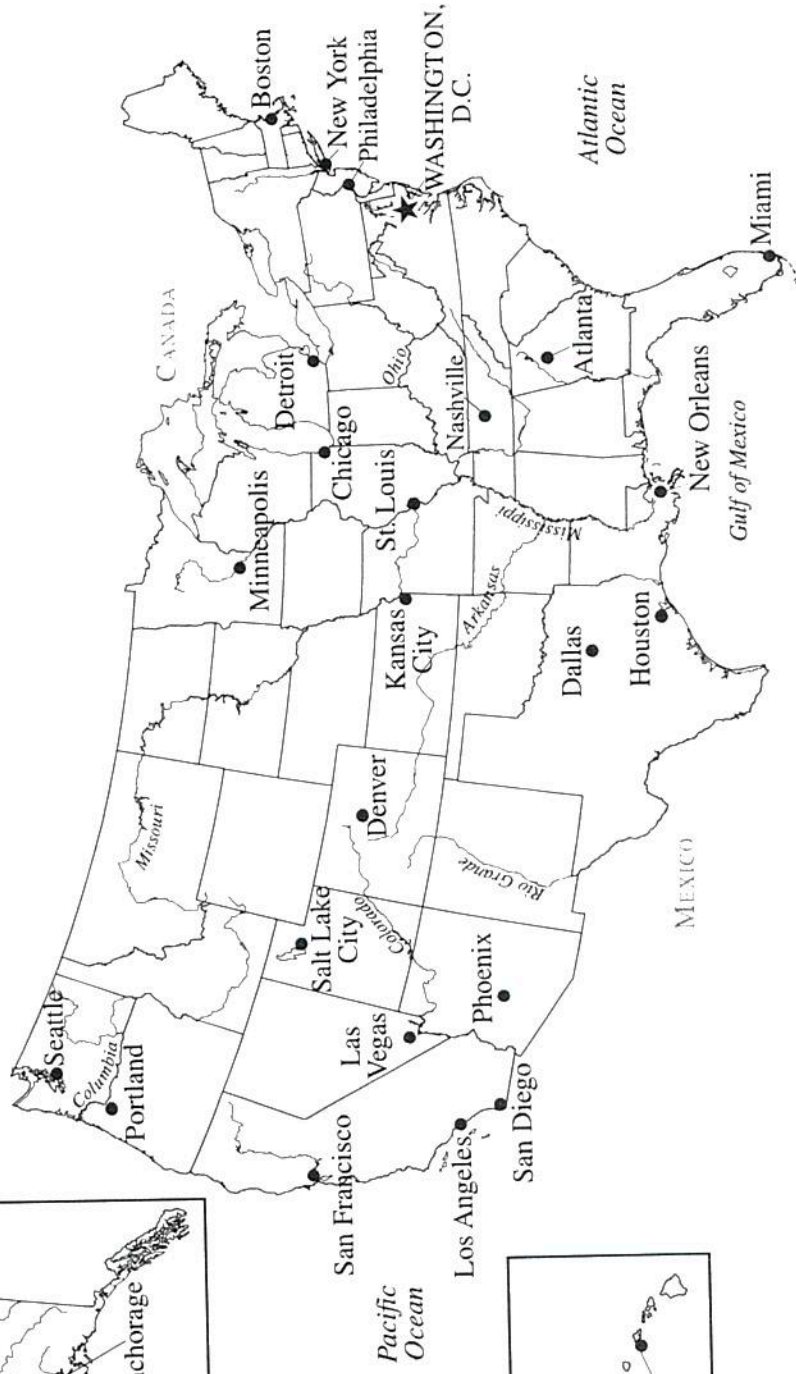 CANADA
Seattle
Columbia
Portland
Missouri
Minneapolis
Boston
New York
Philadelphia
Detroit
Chicago
WASHINGTON,
D.C.
San Francisco
Salt Lake
City
Denver
Colorado
Kansas
City
St. Louis
Ohio
Las
Vegas
Nashville
Arkansas
Mississippi
Los Angeles
San Diego
Phoenix
Rio Grande
Dallas
Houston
Atlanta
New Orleans
Miami
Pacific
Ocean
Atlantic
Ocean
Gulf of Mexico
MEXICO
chorage